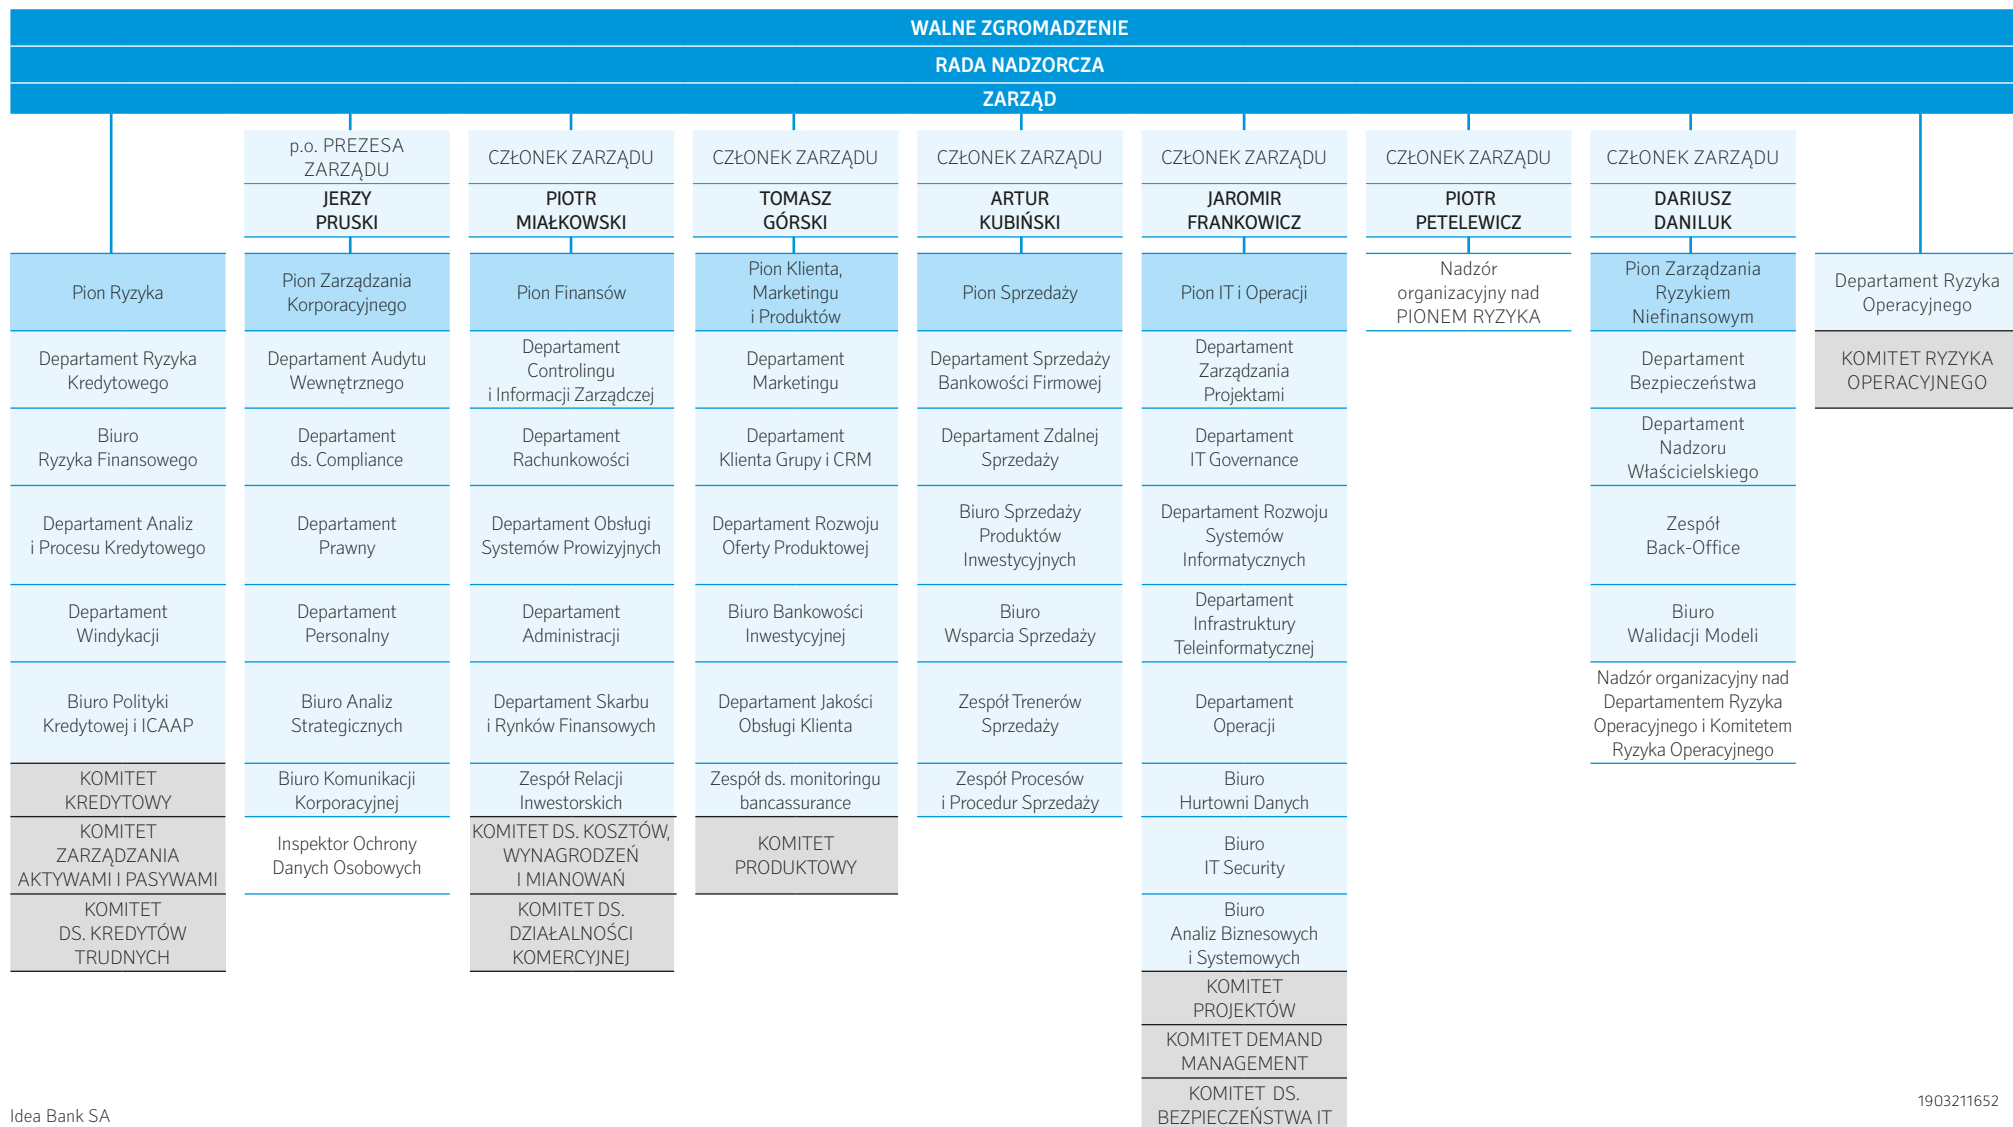 WALNE ZGROMADZENIE
RADA NADZORCZA
ZARZĄD
Pion Ryzyka
Departament Ryzyka
Kredytowego
Biuro
Ryzyka Finansowego
Departament Analiz
i Procesu Kredytowego
Departament
Windykacji
Biuro Polityki
Kredytowej i ICAAP
KOMITET
KREDYTOWY
KOMITET
ZARZĄDZANIA
AKTYWAMI I PASYWAMI
KOMITET
DS. KREDYTÓW
TRUDNYCH
p.o. PREZESA
ZARZĄDU
JERZY
PRUSKI
Pion Zarządzania
Korporacyjnego
Departament Audytu
Wewnętrznego
Departament
ds. Compliance
Departament
Prawny
Departament
Personalny
Biuro Analiz
Strategicznych
Biuro Komunikacji
Korporacyjnej
Inspektor Ochrony
Danych Osobowych
CZŁONEK ZARZĄDU
PIOTR
MIAŁKOWSKI
Pion Finansów
Departament
Controlingu
i Informacji Zarządczej
Departament
Rachunkowości
Departament Obsługi
Systemów Prowizyjnych
Departament
Administracji
Departament Skarbu
i Rynków Finansowych
Zespół Relacji
Inwestorskich
KOMITET DS. KOSZTÓW,
WYNAGRODZEŃ
I MIANOWAŃ
KOMITET DS.
DZIAŁALNOŚCI
KOMERCYJNEJ
CZŁONEK ZARZĄDU
TOMASZ
GÓRSKI
Pion Klienta,
Marketingu
i Produktów
Departament
Marketingu
Departament
Klienta Grupy i CRM
Departament Rozwoju
Oferty Produktowej
Biuro Bankowości
Inwestycyjnej
Departament Jakości
Obsługi Klienta
Zespół ds. monitoringu
bancassurance
KOMITET
PRODUKTOWY
CZŁONEK ZARZĄDU
ARTUR
KUBIŃSKI
Pion Sprzedaży
Departament Sprzedaży
Bankowości Firmowej
Departament Zdalnej
Sprzedaży
Biuro Sprzedaży
Produktów
Inwestycyjnych
Biuro
Wsparcia Sprzedaży
Zespół Trenerów
Sprzedaży
Zespół Procesów
i Procedur Sprzedaży
CZŁONEK ZARZĄDU
JAROMIR
FRANKOWICZ
Pion IT i Operacji
Departament
Zarządzania
Projektami
Departament
IT Governance
Departament Rozwoju
Systemów
Informatycznych
Departament
Infrastruktury
Teleinformatycznej
Departament
Operacji
Biuro
Hurtowni Danych
Biuro
IT Security
Biuro
Analiz Biznesowych
i Systemowych
KOMITET
PROJEKTÓW
KOMITET DEMAND
MANAGEMENT
KOMITET DS.
BEZPIECZEŃSTWA IT
CZŁONEK ZARZĄDU
PIOTR
PETELEWICZ
Nadzór
organizacyjny nad
PIONEM RYZYKA
CZŁONEK ZARZĄDU
DARIUSZ
DANILUK
Pion Zarządzania
Ryzykiem
Niefinansowym
Departament
Bezpieczeństwa
Departament
Nadzoru
Właścicielskiego
Zespół
Back-Office
Biuro
Walidacji Modeli
Nadzór organizacyjny nad
Departamentem Ryzyka
Operacyjnego i Komitetem
Ryzyka Operacyjnego
Departament Ryzyka
Operacyjnego
KOMITET RYZYKA
OPERACYJNEGO
Idea Bank SA
1903211652